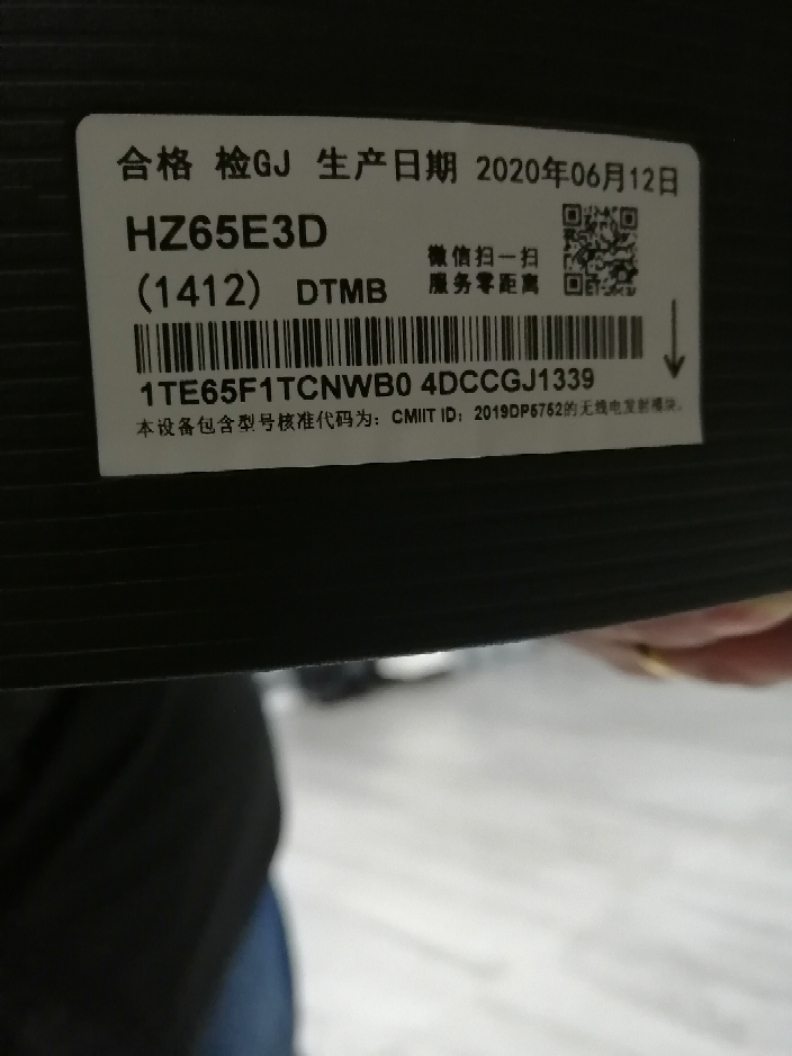 合格 检GJ 生产日期 2020年06月12日
HZ65E3D
(1412) DTMB
微信扫一扫
服务零距离
1TE65F1TCNWB0 4DCCGJ1339
本设备包含型号核准代码为：CMIIT ID：2019DP5752的无线电发射模块。